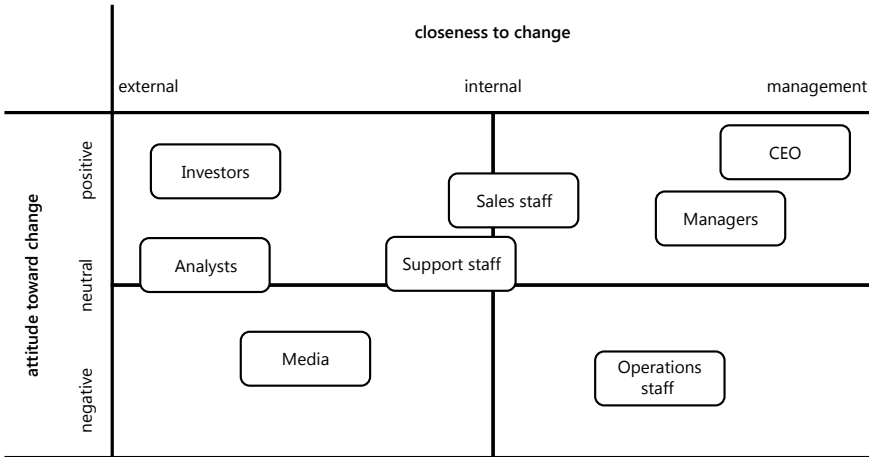 closeness to change
external
internal
management
attitude toward change
positive
neutral
negative
Investors
CEO
Sales staff
Managers
Analysts
Support staff
Media
Operations
staff